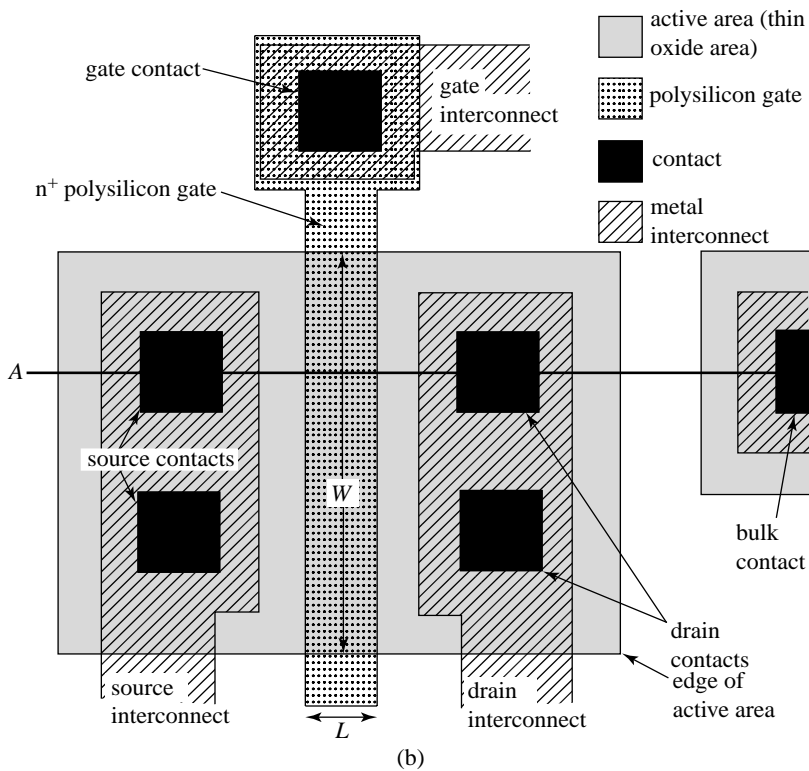 active area (thin
oxide area)
gate contact
gate
interconnect
polysilicon gate
contact
n+ polysilicon gate
metal
interconnect
A
source contacts
W
bulk
contact
drain
contacts
edge of
active area
source
interconnect
drain
interconnect
L
(b)